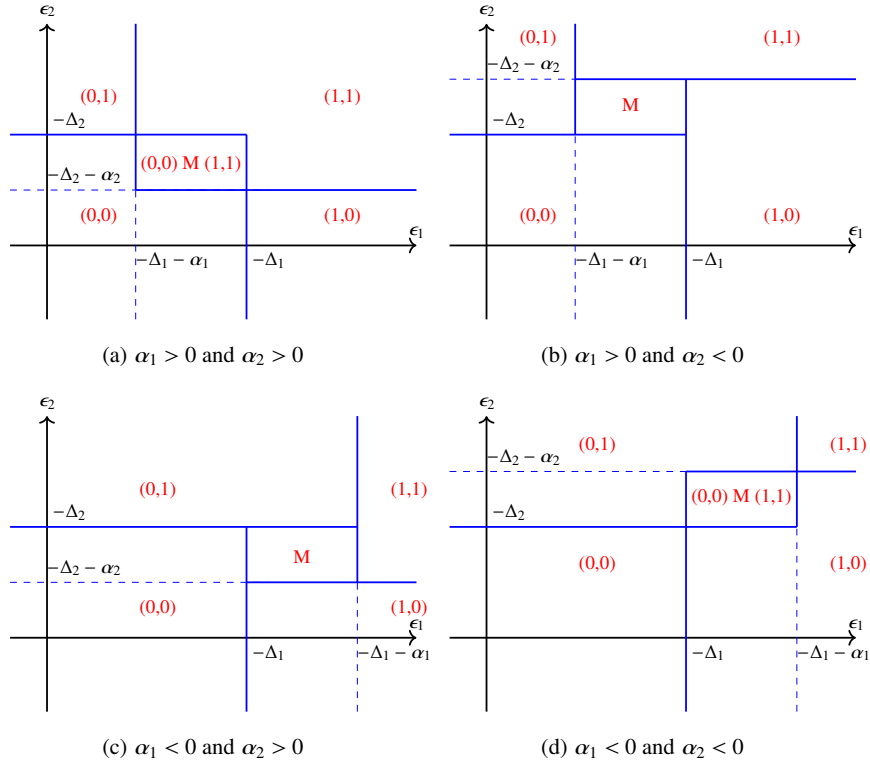 ϵ₂ ϵ₂
(0,1) (1,1) (0,1) (1,1)
−Δ₂ − α₂
(0,1) (1,1) M
−Δ₂ −Δ₂
(0,0) M (1,1)
−Δ₂ − α₂
(0,0) (1,0) (0,0) (1,0)
ϵ₁ ϵ₁
−Δ₁ − α₁ −Δ₁ −Δ₁ − α₁ −Δ₁
(a) α₁ > 0 and α₂ > 0 (b) α₁ > 0 and α₂ < 0
ϵ₂ ϵ₂
(0,1) (1,1)
−Δ₂ − α₂
(0,1) (1,1) (0,0) M (1,1)
−Δ₂ −Δ₂
M
−Δ₂ − α₂ (0,0) (1,0)
(0,0) (1,0)
ϵ₁ ϵ₁
−Δ₁ −Δ₁ − α₁ −Δ₁ −Δ₁ − α₁
(c) α₁ < 0 and α₂ > 0 (d) α₁ < 0 and α₂ < 0